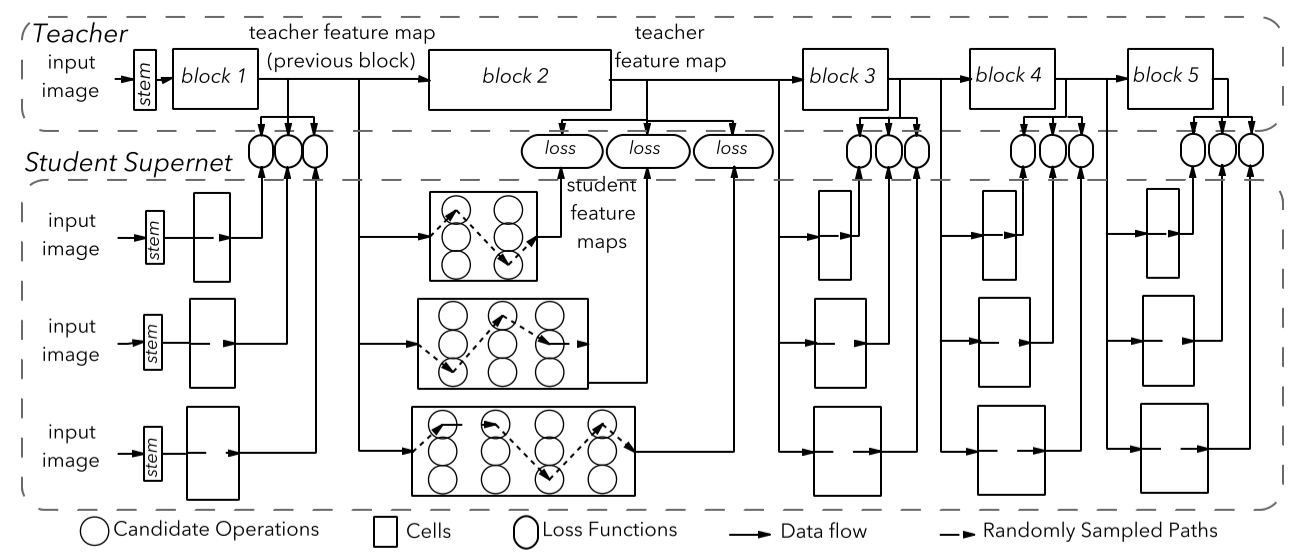 Teacher
input
image
stem
block 1
teacher feature map
(previous block)
block 2
teacher
feature map
block 3
block 4
block 5
loss
loss
loss
Student Supernet
student
feature
maps
input
image
stem
input
image
stem
input
image
stem
Candidate Operations
Cells
Loss Functions
Data flow
Randomly Sampled Paths